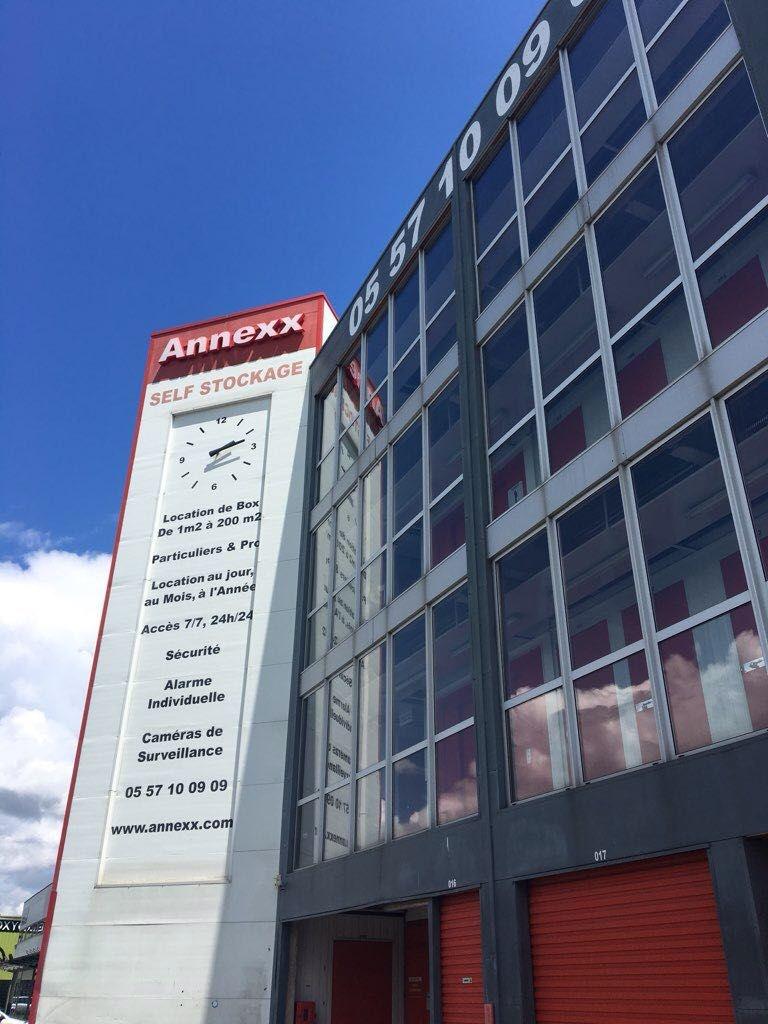 05 57 10 09
Annexx
SELF STOCKAGE
12
9 3
6
Location de Box
De 1m2 à 200 m2
Particuliers & Pro
Location au jour,
au Mois, à l'Année
Accès 7/7, 24h/24
Sécurité
Alarme
Individuelle
Caméras de
Surveillance
05 57 10 09 09
www.annexx.com
016
017